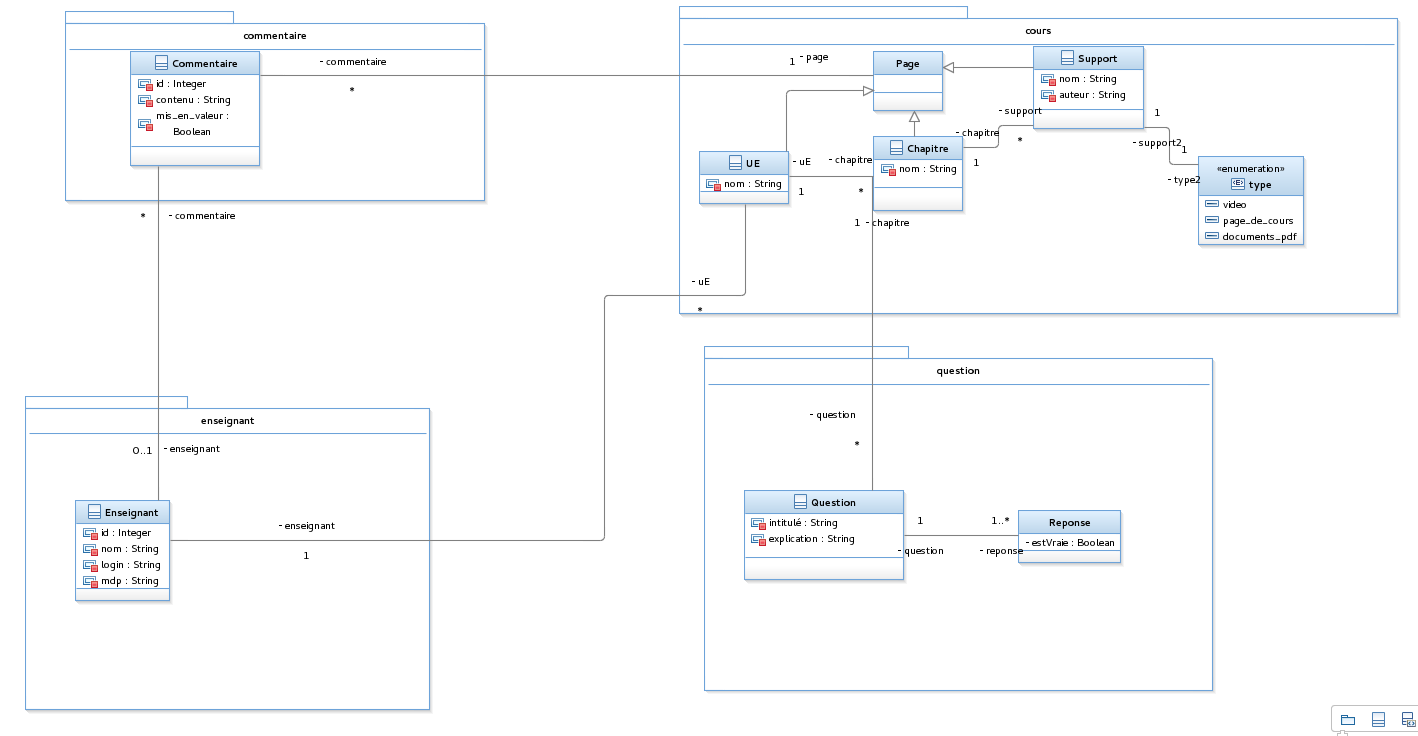 commentaire
Commentaire
id : Integer
contenu : String
mis_en_valeur :
Boolean
- commentaire
*
1
- page
* - commentaire
cours
Page
Support
nom : String
auteur : String
- support
*
- chapitre
1
Chapitre
nom : String
UE
nom : String
- uE
1
- chapitre
*
1 - chapitre
1
- support2
1
- type2
«enumeration»
type
video
page_de_cours
documents_pdf
- uE
*
enseignant
0..1 - enseignant
Enseignant
id : Integer
nom : String
login : String
mdp : String
- enseignant
1
question
- question
*
Question
intitulé : String
explication : String
1
- question
1..*
- reponse
Reponse
- estVraie : Boolean